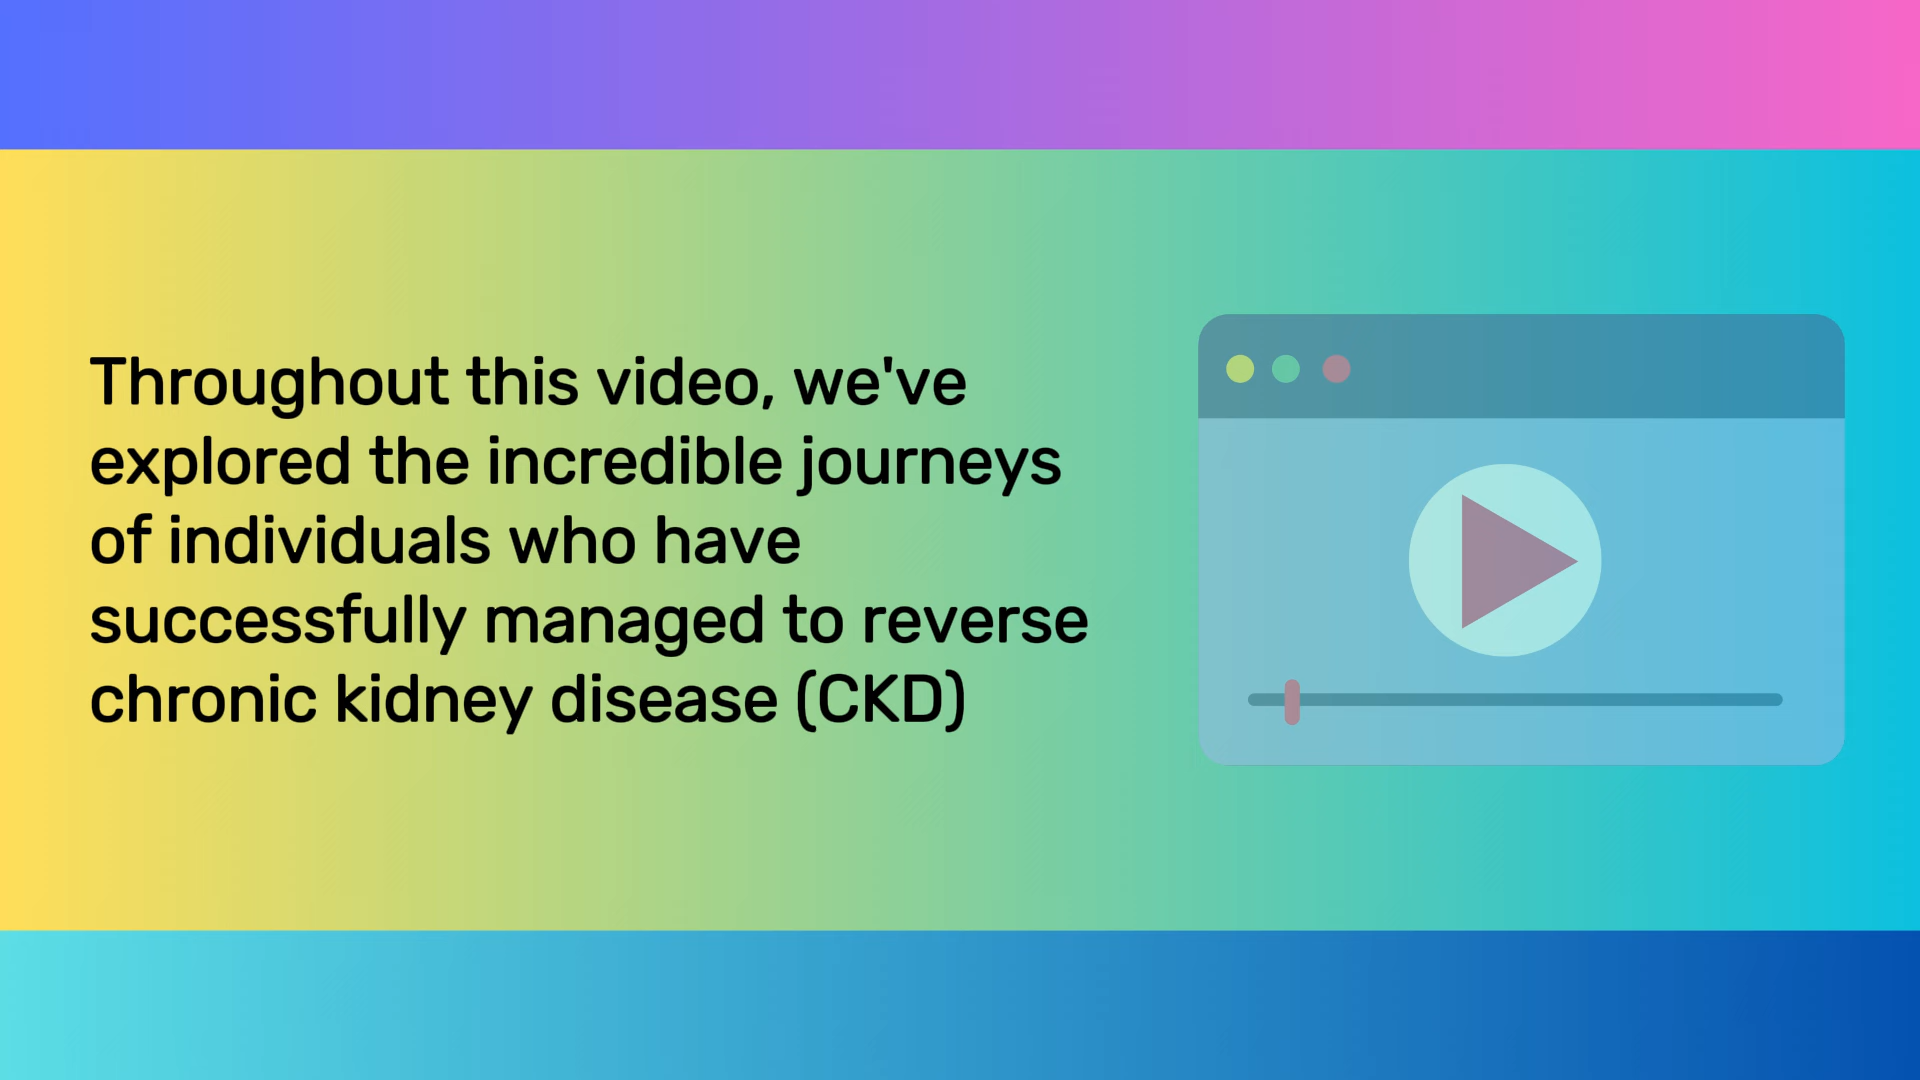 Throughout this video, we've
explored the incredible journeys
of individuals who have
successfully managed to reverse
chronic kidney disease (CKD)